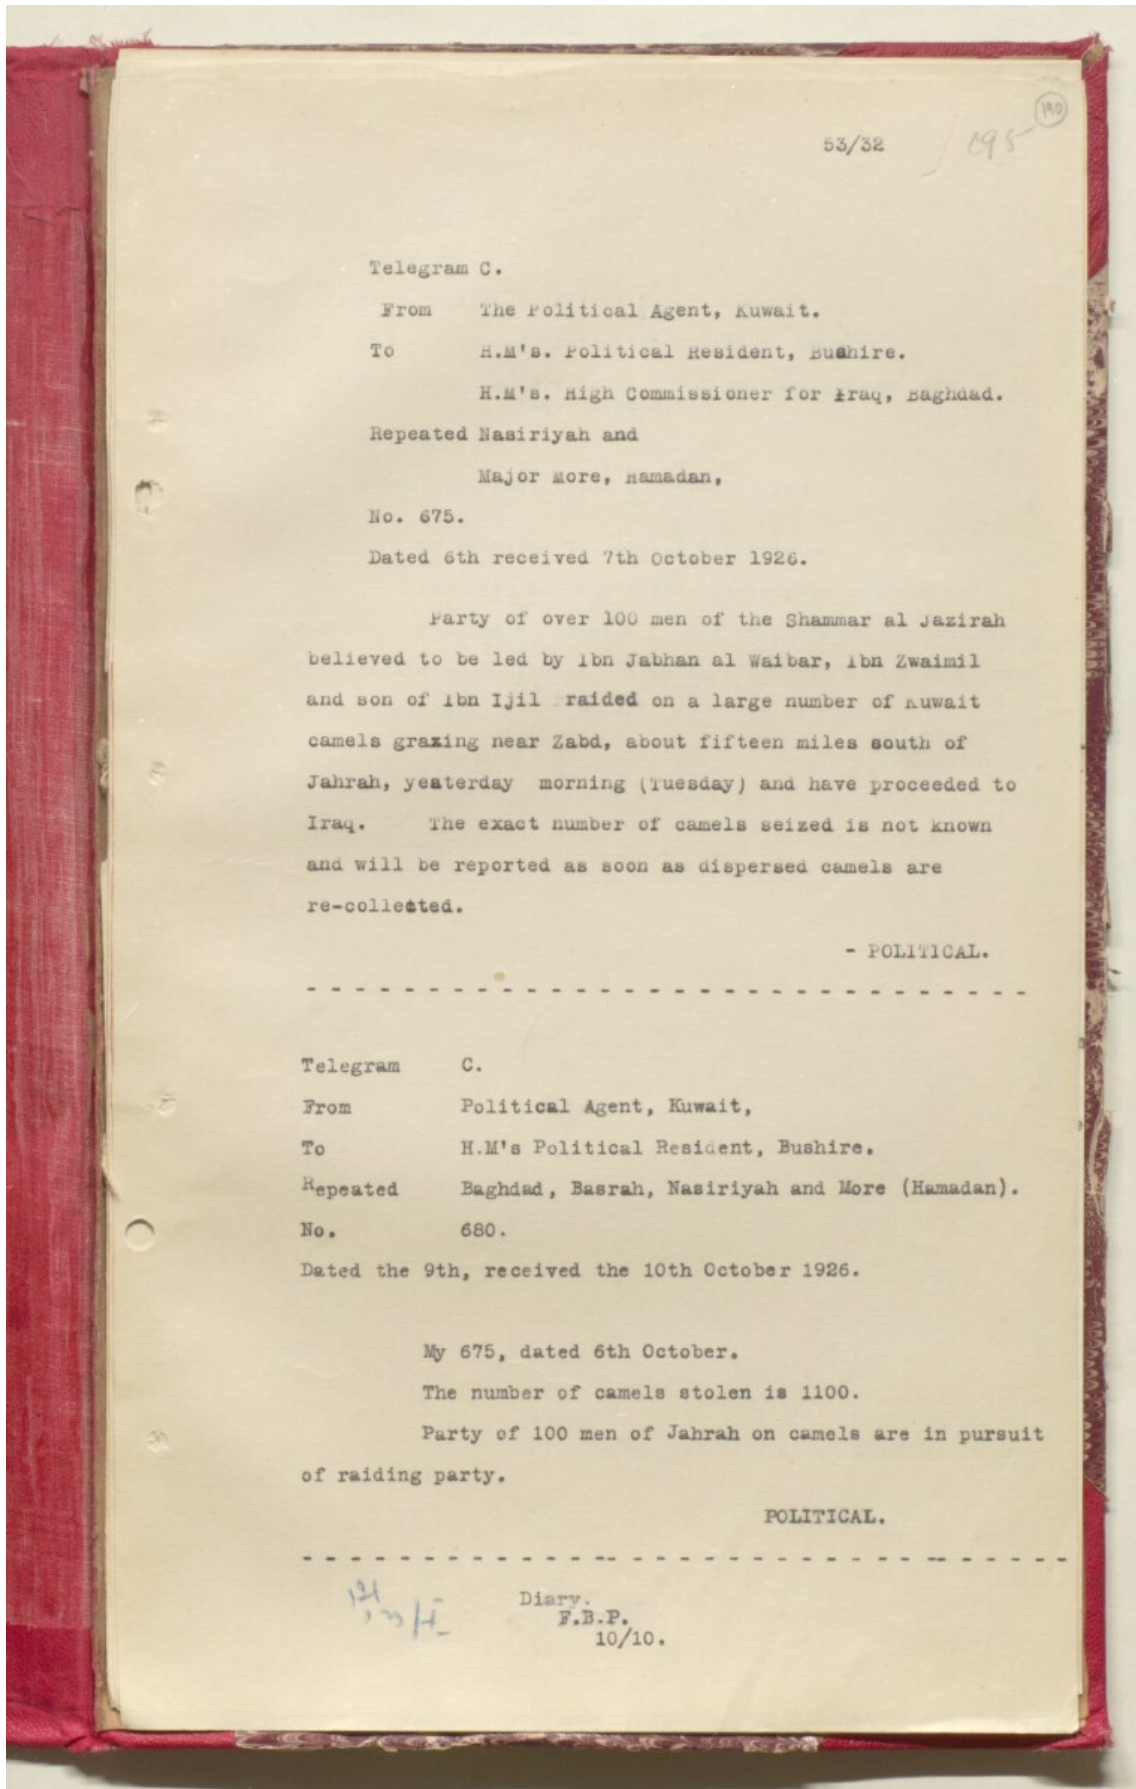 190
53/32
Telegram C.
From The Political Agent, Kuwait.
To H.M's. Political Resident, Bushire.
H.M's. High Commissioner for Iraq, Baghdad.
Repeated Nasiriyah and
Major More, Hamadan,
No. 675.
Dated 6th received 7th October 1926.
Party of over 100 men of the Shammar al Jazirah
believed to be led by Ibn Jabhan al Waibar, Ibn Zwaimil
and son of Ibn Ijil raided on a large number of Kuwait
camels grazing near Zabd, about fifteen miles south of
Jahrah, yesterday morning (Tuesday) and have proceeded to
Iraq. The exact number of camels seized is not known
and will be reported as soon as dispersed camels are
re-collected.
- POLITICAL.
Telegram C.
From Political Agent, Kuwait,
To H.M's Political Resident, Bushire.
Repeated Baghdad, Basrah, Nasiriyah and More (Hamadan).
No. 680.
Dated the 9th, received the 10th October 1926.
My 675, dated 6th October.
The number of camels stolen is 1100.
Party of 100 men of Jahrah on camels are in pursuit
of raiding party.
POLITICAL.
Diary.
F.B.P.
10/10.